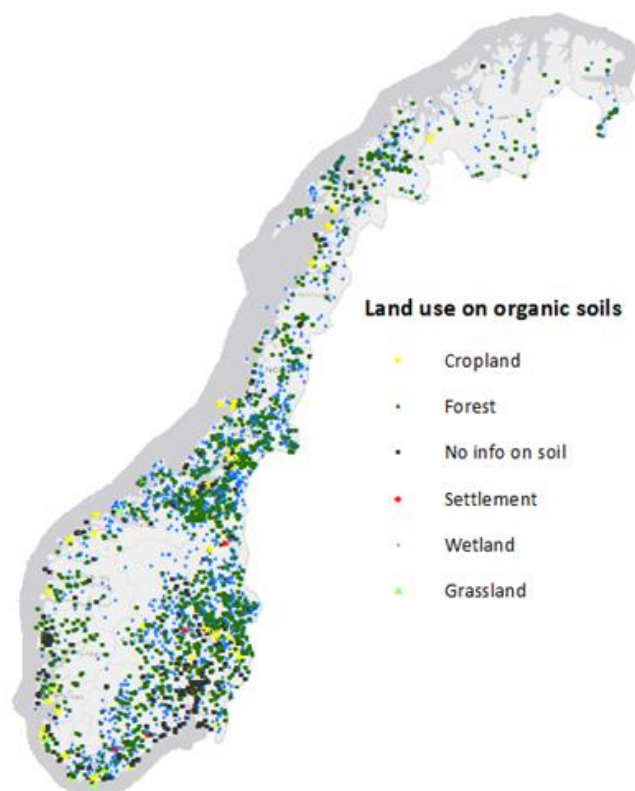 Land use on organic soils
Cropland
Forest
No info on soil
Settlement
Wetland
Grassland